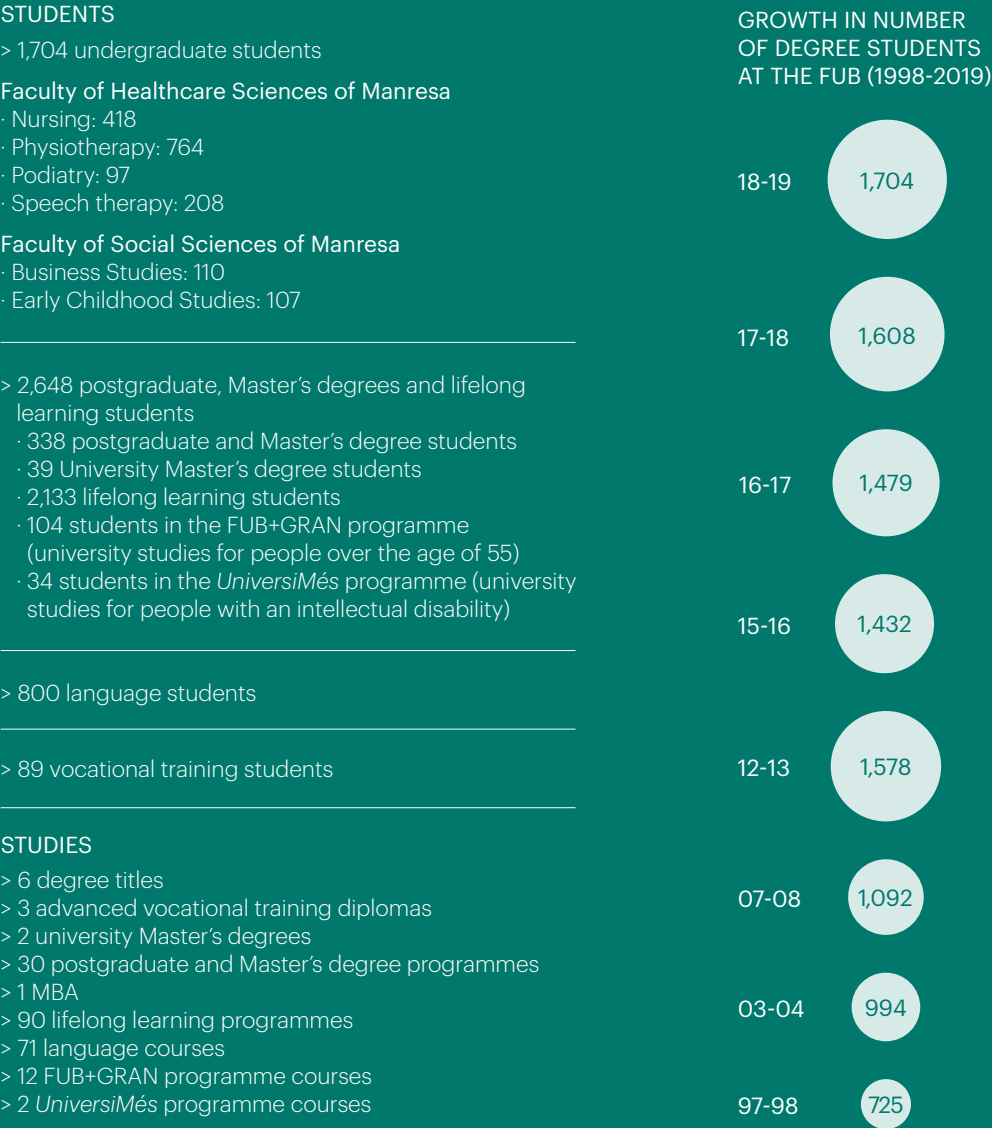 STUDENTS
> 1,704 undergraduate students
Faculty of Healthcare Sciences of Manresa
· Nursing: 418
· Physiotherapy: 764
· Podiatry: 97
· Speech therapy: 208
Faculty of Social Sciences of Manresa
· Business Studies: 110
· Early Childhood Studies: 107
> 2,648 postgraduate, Master’s degrees and lifelong
learning students
· 338 postgraduate and Master’s degree students
· 39 University Master’s degree students
· 2,133 lifelong learning students
· 104 students in the FUB+GRAN programme
(university studies for people over the age of 55)
· 34 students in the UniversiMés programme (university
studies for people with an intellectual disability)
> 800 language students
> 89 vocational training students
STUDIES
> 6 degree titles
> 3 advanced vocational training diplomas
> 2 university Master’s degrees
> 30 postgraduate and Master’s degree programmes
> 1 MBA
> 90 lifelong learning programmes
> 71 language courses
> 12 FUB+GRAN programme courses
> 2 UniversiMés programme courses
GROWTH IN NUMBER
OF DEGREE STUDENTS
AT THE FUB (1998-2019)
18-19 1,704
17-18 1,608
16-17 1,479
15-16 1,432
12-13 1,578
07-08 1,092
03-04 994
97-98 725